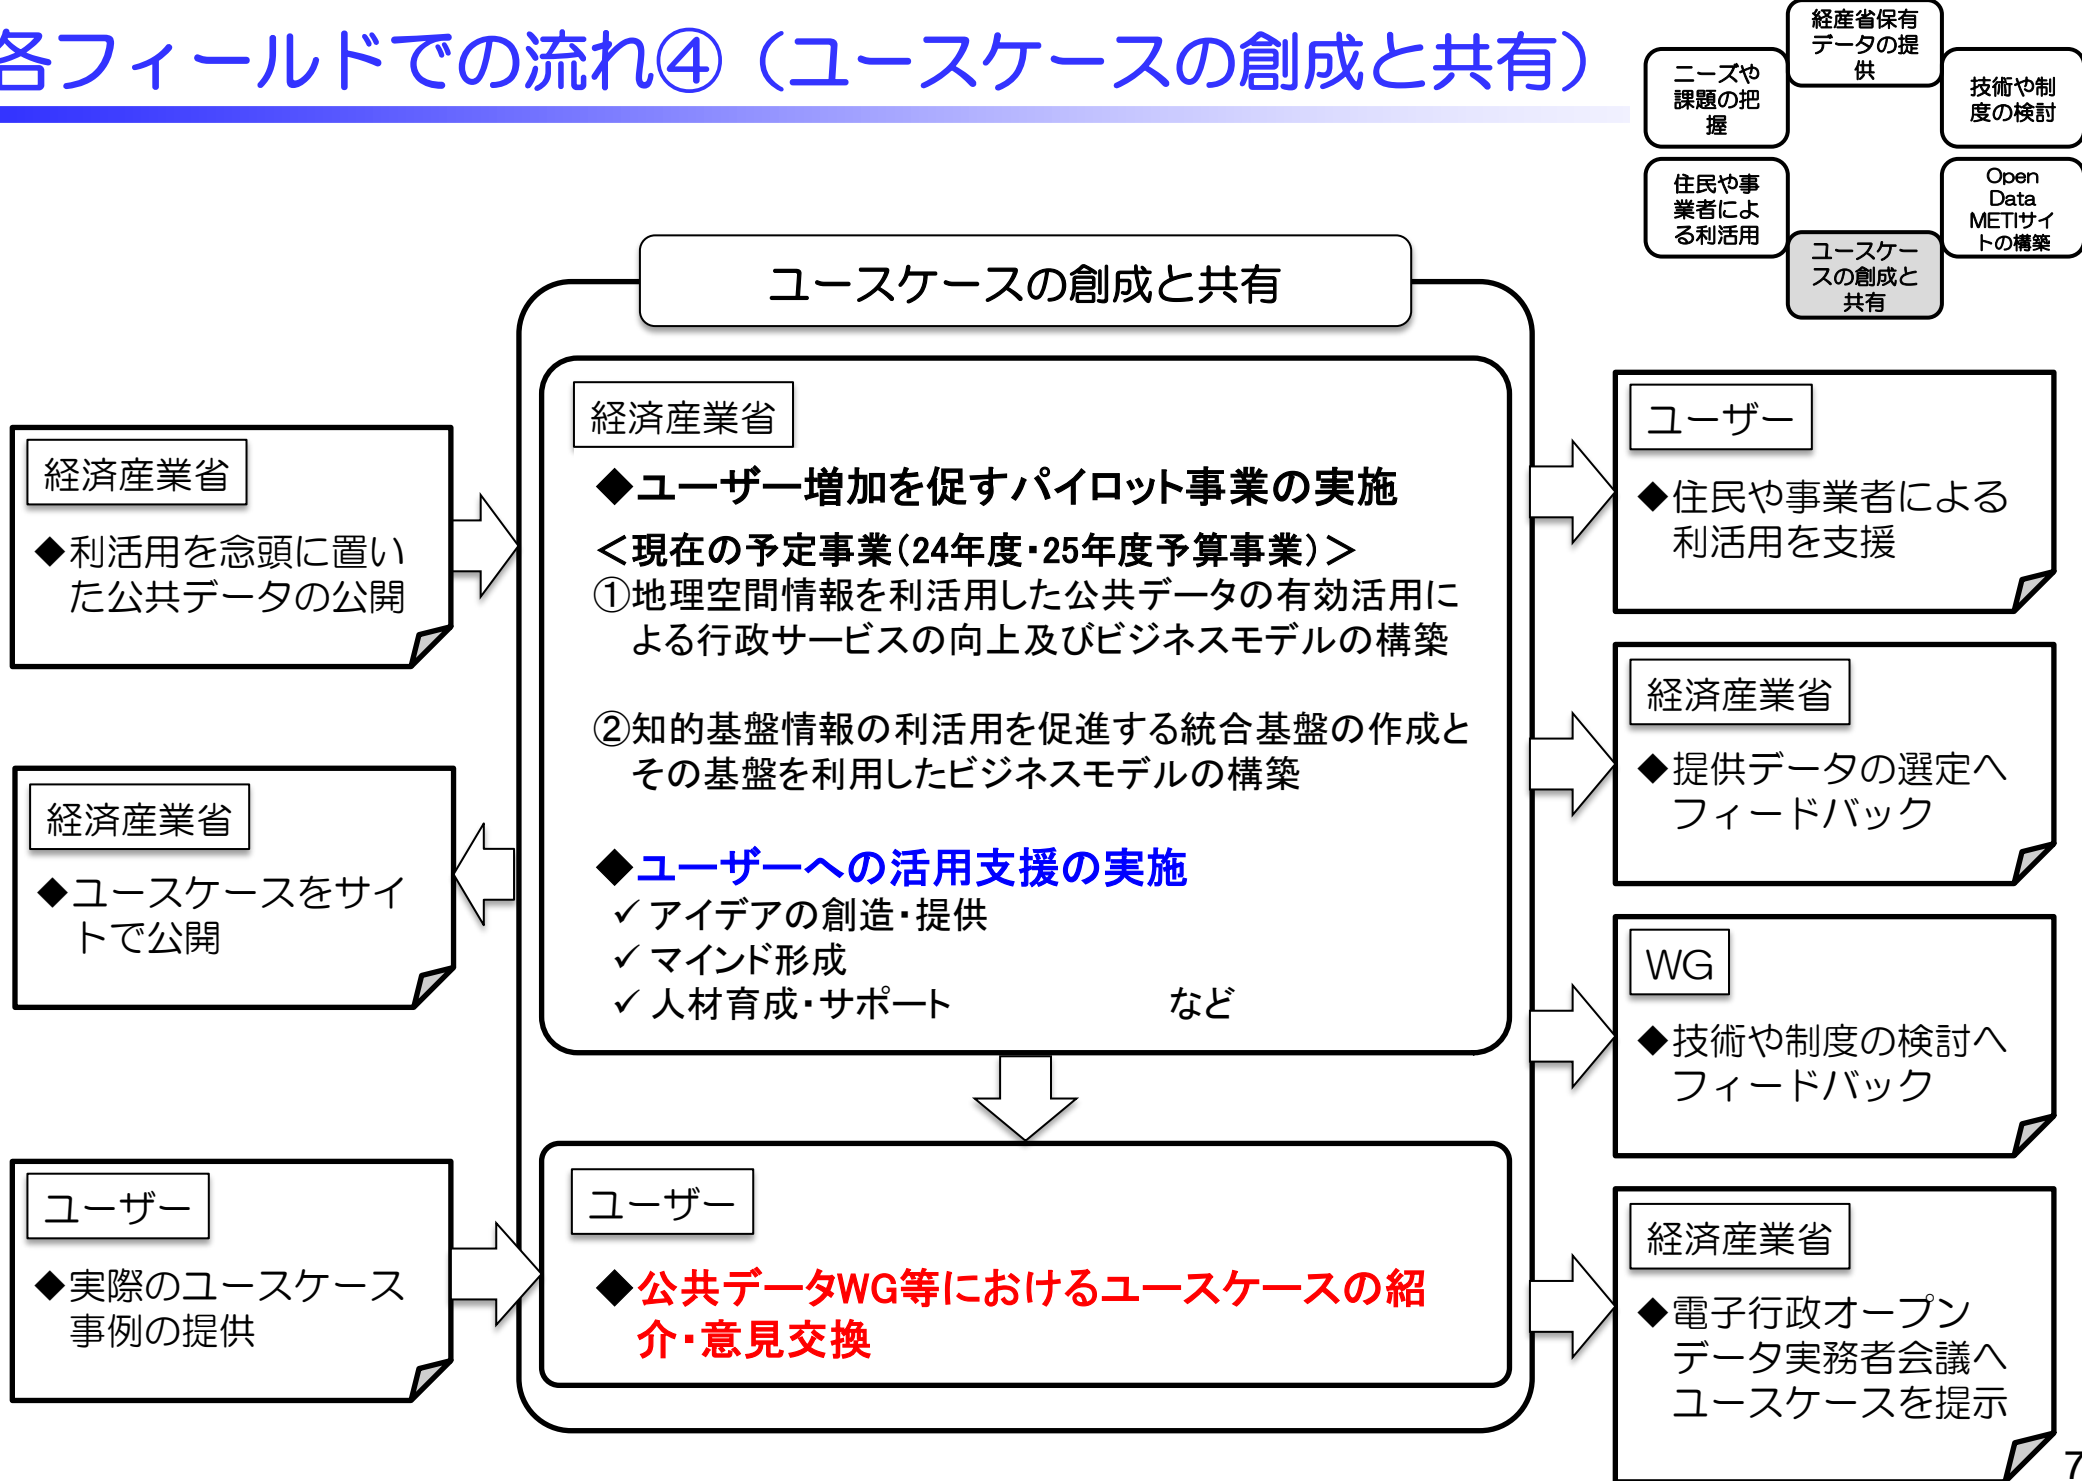 各フィールドでの流れ④（ユースケースの創成と共有）
経産省保有
データの提
供
ニーズや
課題の把
握
技術や制
度の検討
住民や事
業者によ
る利活用
Open
Data
METIサイ
トの構築
ユースケー
スの創成と
共有
ユースケースの創成と共有
経済産業省
◆利活用を念頭に置い
た公共データの公開
経済産業省
◆ユースケースをサイ
トで公開
ユーザー
◆実際のユースケース
事例の提供
経済産業省
◆ユーザー増加を促すパイロット事業の実施
＜現在の予定事業（24年度・25年度予算事業）＞
①地理空間情報を利活用した公共データの有効活用に
よる行政サービスの向上及びビジネスモデルの構築
②知的基盤情報の利活用を促進する統合基盤の作成と
その基盤を利用したビジネスモデルの構築
◆ユーザーへの活用支援の実施
✓ アイデアの創造・提供
✓ マインド形成
✓ 人材育成・サポート　　　　　　など
ユーザー
◆公共データWG等におけるユースケースの紹
介・意見交換
ユーザー
◆住民や事業者による
利活用を支援
経済産業省
◆提供データの選定へ
フィードバック
WG
◆技術や制度の検討へ
フィードバック
経済産業省
◆電子行政オープン
データ実務者会議へ
ユースケースを提示
7